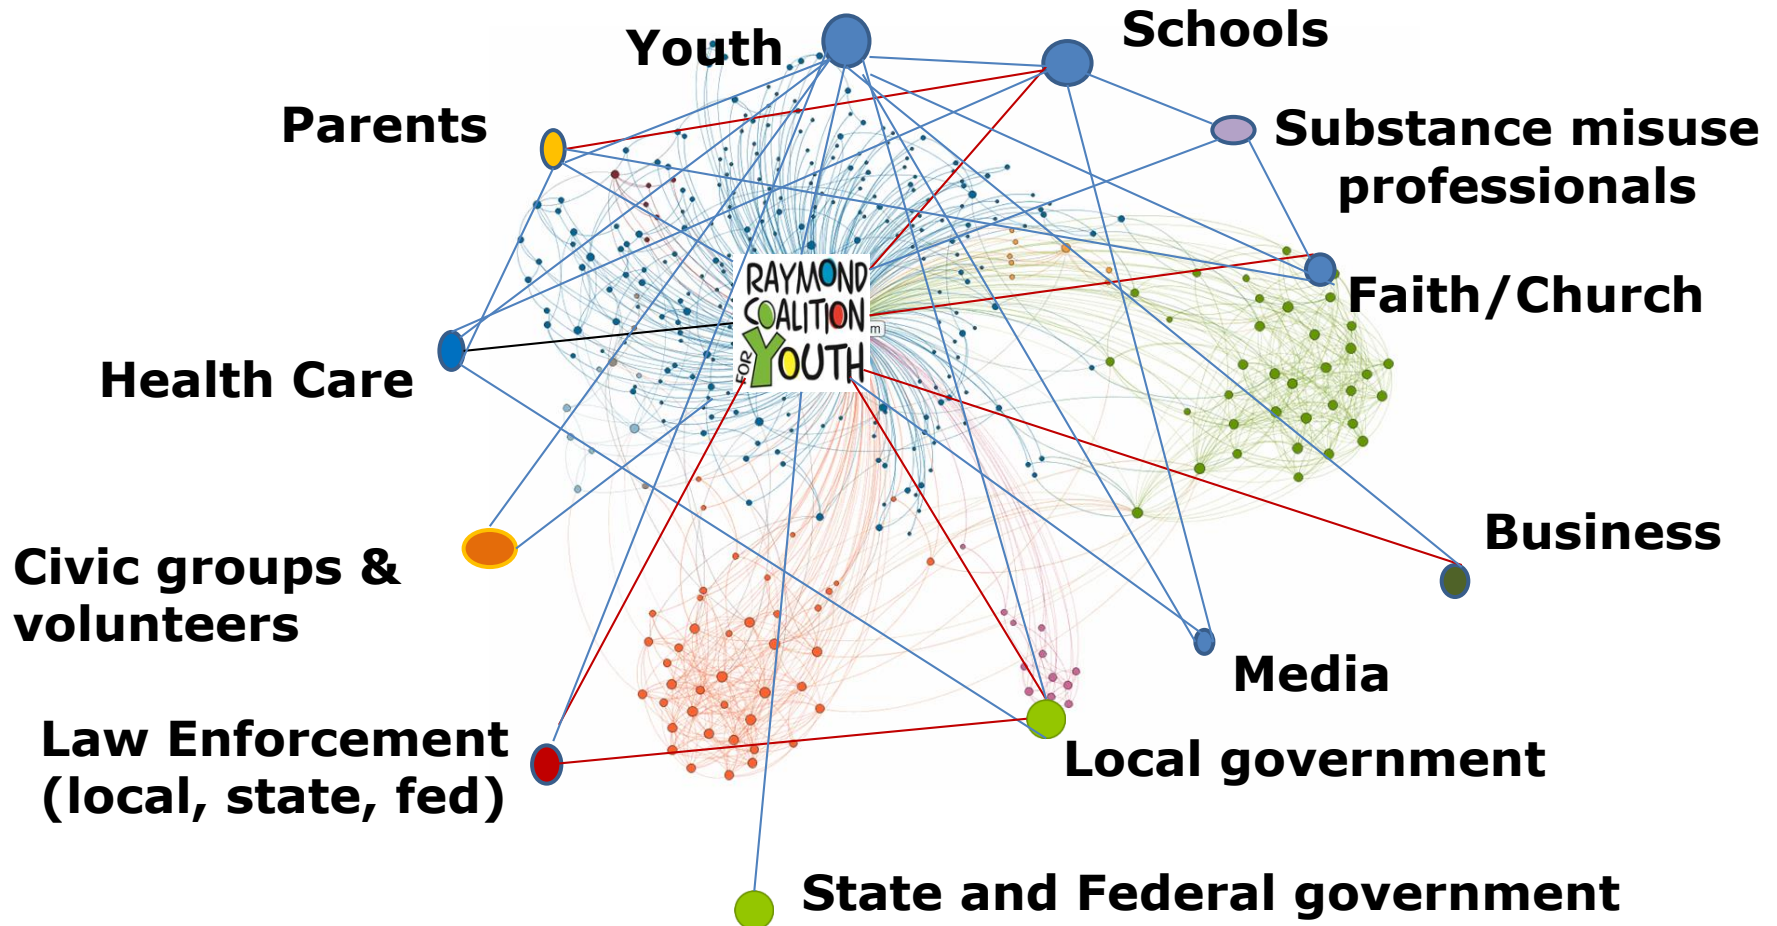 Youth
Schools
Parents
Substance misuse
professionals
RAYMOND
COALITION
FOR YOUTH
m
Faith/Church
Health Care
Business
Civic groups &
volunteers
Media
Law Enforcement
(local, state, fed)
Local government
State and Federal government